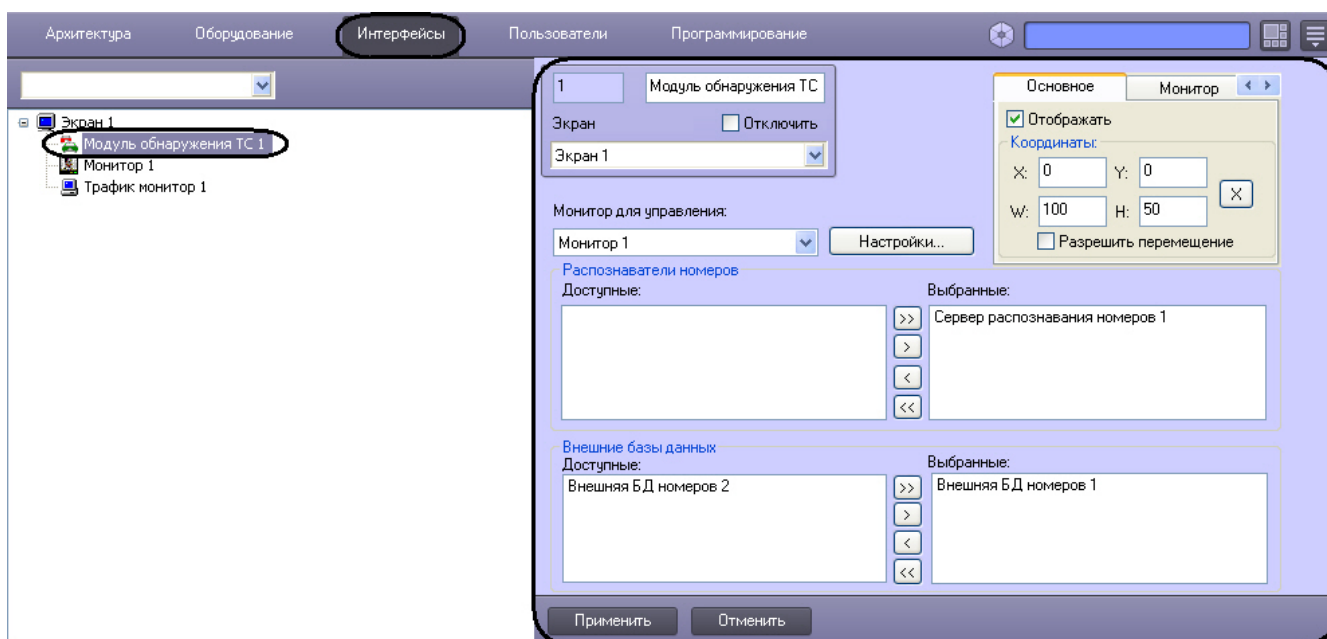 Архитектура Оборудование Интерфейсы Пользователи Программирование
Экран 1
Модуль обнаружения ТС 1
Монитор 1
Трафик монитор 1
1 Модуль обнаружения ТС
Экран Отключить
Экран 1
Основное Монитор
Отображать
Координаты:
X: 0 Y: 0
X
W: 100 H: 50
Разрешить перемещение
Монитор для управления:
Монитор 1 Настройки...
Распознаватели номеров
Доступные: Выбранные:
>> Сервер распознавания номеров 1
>
<
<<
Внешние базы данных
Доступные: Выбранные:
Внешняя БД номеров 2 >> Внешняя БД номеров 1
>
<
<<
Применить Отменить